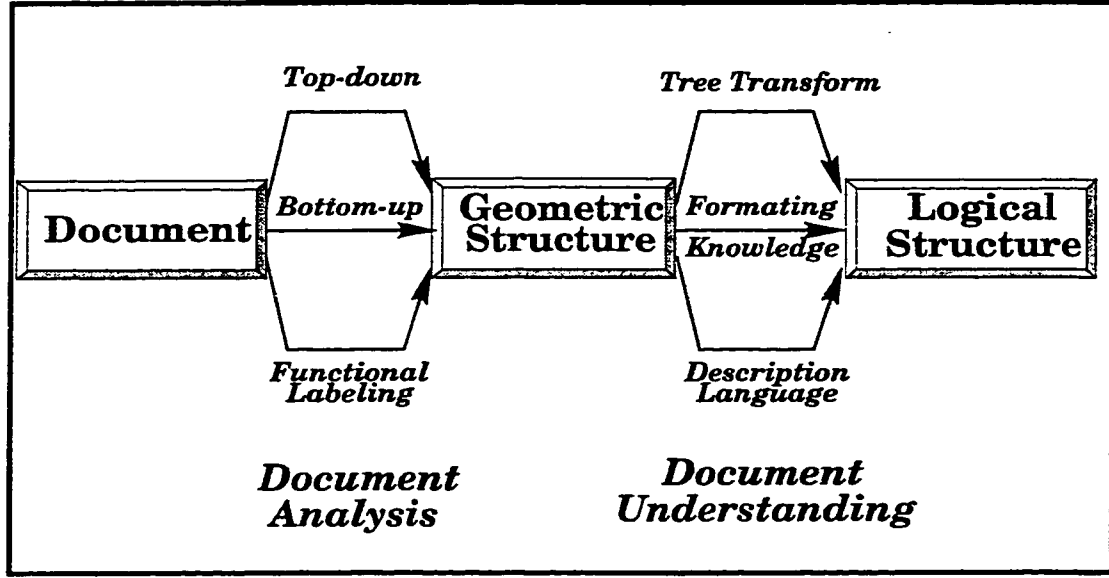 Top-down
Tree Transform
Document
Bottom-up
Geometric
Structure
Formating
Knowledge
Logical
Structure
Functional
Labeling
Description
Language
Document
Analysis
Document
Understanding